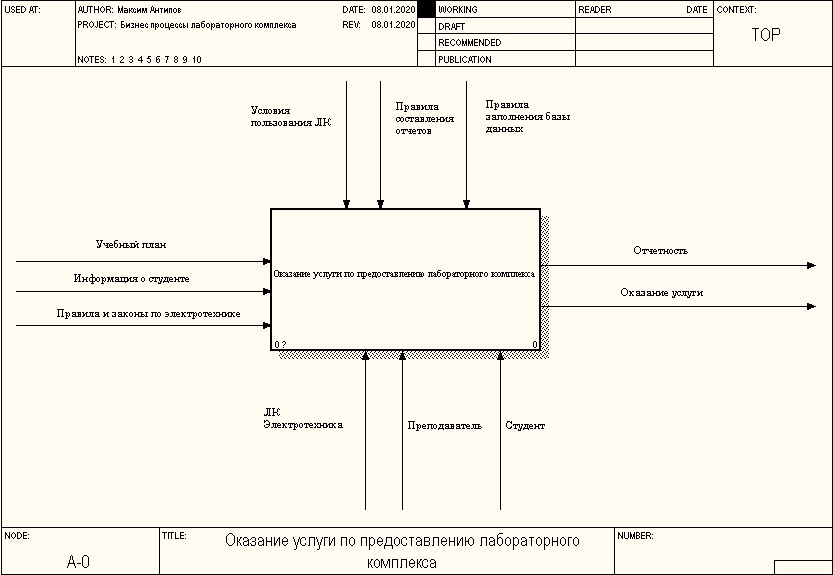 USED AT:
AUTHOR: Максим Антипов
DATE: 08.01.2020
PROJECT: Бизнес процессы лабораторного комплекса
REV: 08.01.2020
NOTES: 1 2 3 4 5 6 7 8 9 10
WORKING
DRAFT
RECOMMENDED
PUBLICATION
READER
DATE
CONTEXT:
TOP
Условия
пользования ЛК
Правила
составления
отчетов
Правила
заполнения базы
данных
Учебный план
Информация о студенте
Правила и законы по электротехнике
Оказание услуги по предоставлению лабораторного комплекса
0 ?
0
Отчетность
Оказание услуги
ЛК
Электротехника
Преподаватель
Студент
NODE:
A-0
TITLE:
Оказание услуги по предоставлению лабораторного
комплекса
NUMBER: